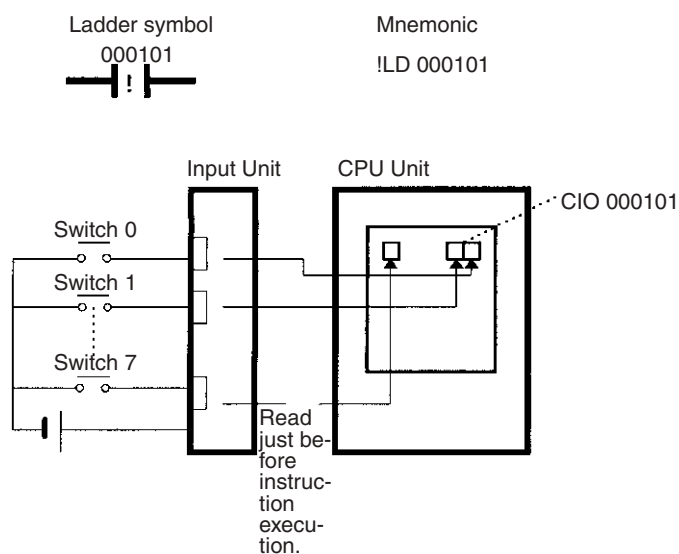 Ladder symbol
000101
!
Mnemonic
!LD 000101
Input Unit
CPU Unit
CIO 000101
Switch 0
Switch 1
Switch 7
Read
just be-
fore
instruc-
tion
execu-
tion.